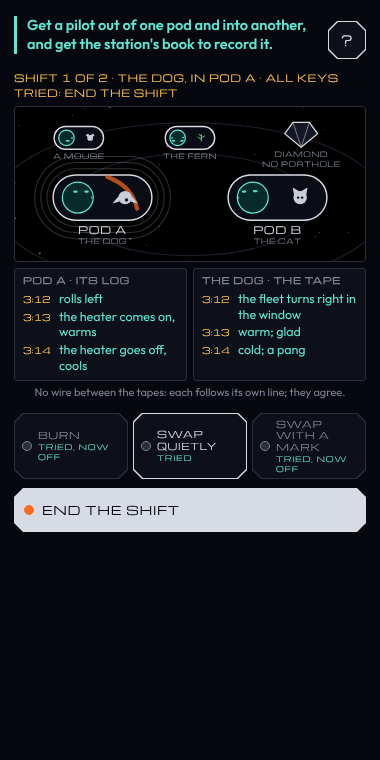 Get a pilot out of one pod and into another,
and get the station's book to record it.
?
SHIFT 1 OF 2 · THE DOG, IN POD A · ALL KEYS
TRIED: END THE SHIFT
A MOUSE
THE FERN
DIAMOND
NO PORTHOLE
POD A
THE DOG
POD B
THE CAT
POD A · ITS LOG
3:12 rolls left
3:13 the heater comes on,
warms
3:14 the heater goes off,
cools
THE DOG · THE TAPE
3:12 the fleet turns right in
the window
3:13 warm; glad
3:14 cold; a pang
No wire between the tapes: each follows its own line; they agree.
BURN
TRIED, NOW
OFF
SWAP
QUIETLY
TRIED
SWAP
WITH A
MARK
TRIED, NOW
OFF
END THE SHIFT